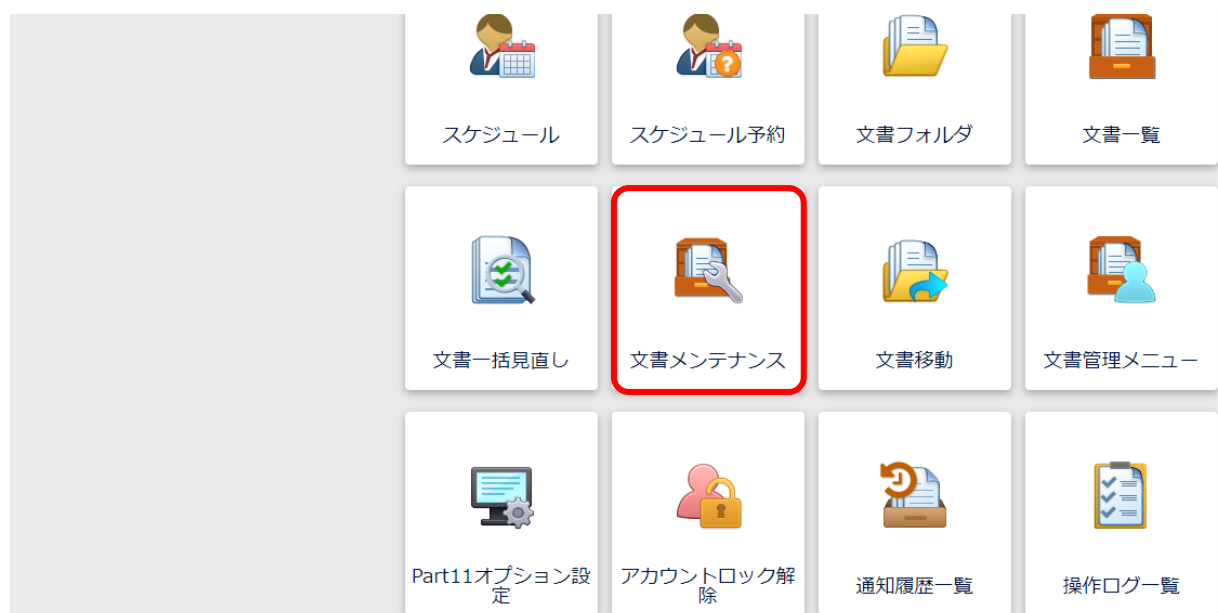 スケジュール
スケジュール予約
文書フォルダ
文書一覧
文書一括見直し
文書メンテナンス
文書移動
文書管理メニュー
Part11オプション設
定
アカウントロック解
除
通知履歴一覧
操作ログ一覧